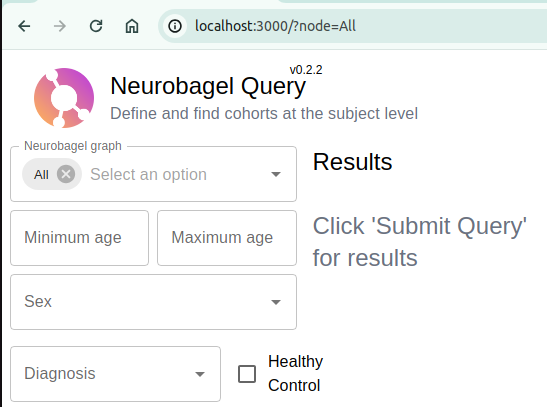 localhost:3000/?node=All
v0.2.2
Neurobagel Query
Define and find cohorts at the subject level
Neurobagel graph
All Select an option
Results
Minimum age
Maximum age
Click 'Submit Query'
for results
Sex
Diagnosis
Healthy
Control